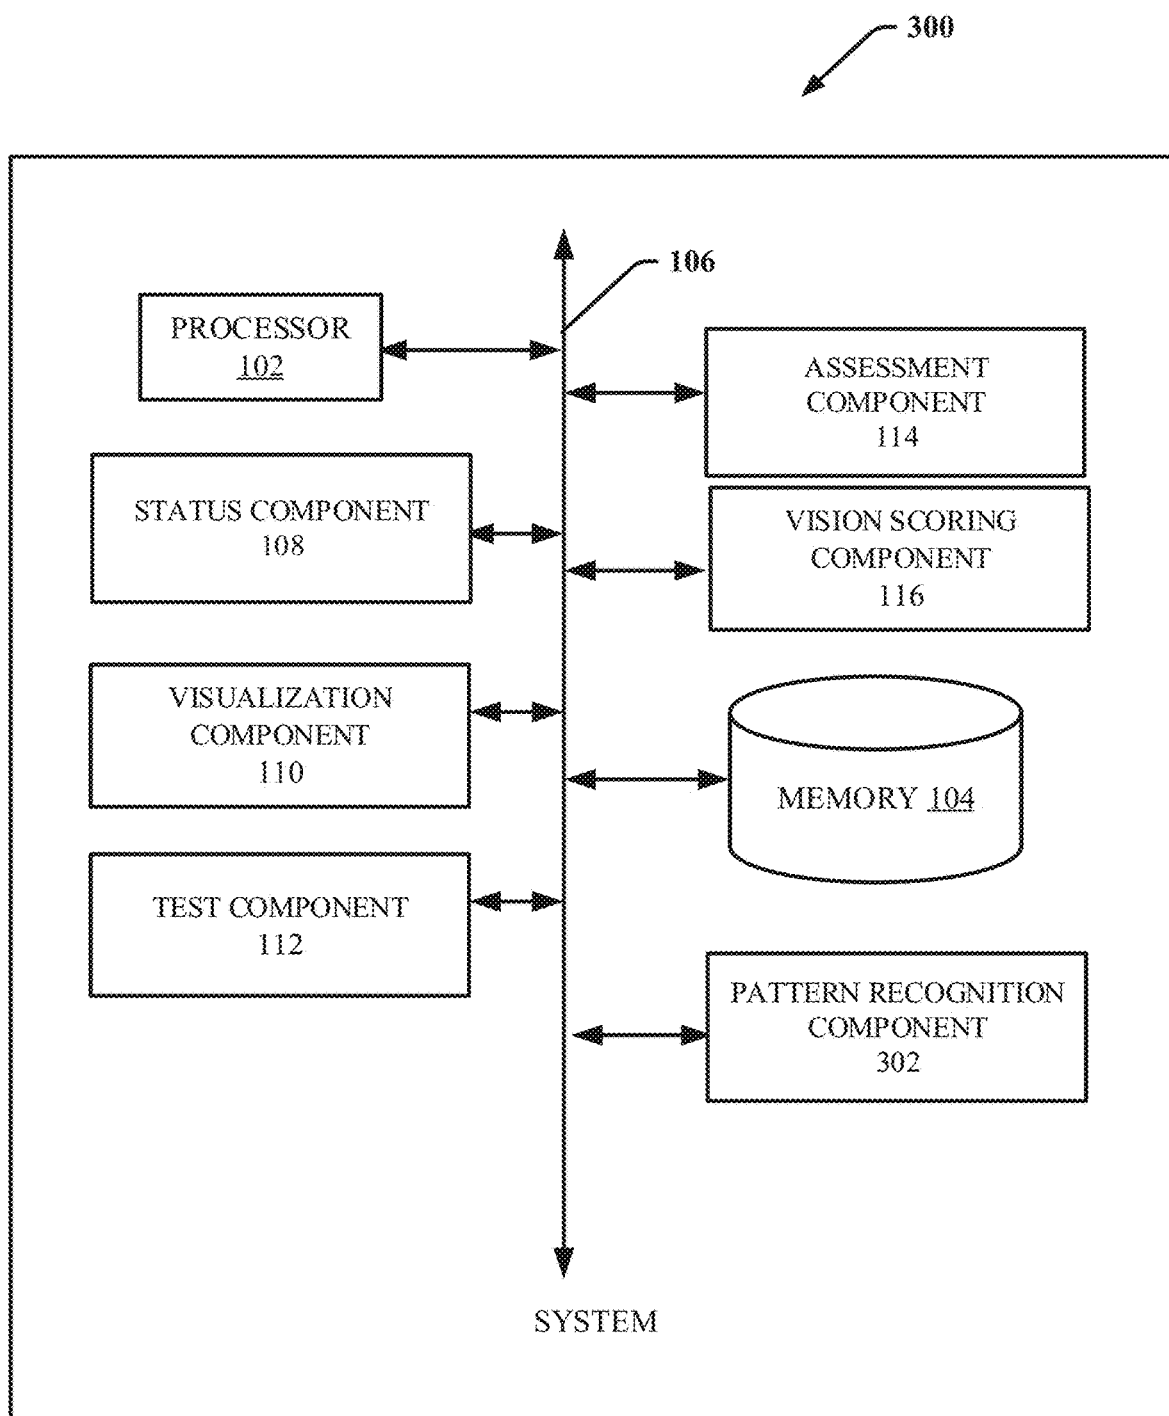 300
106
PROCESSOR
102
ASSESSMENT
COMPONENT
114
STATUS COMPONENT
108
VISION SCORING
COMPONENT
116
VISUALIZATION
COMPONENT
110
MEMORY 104
TEST COMPONENT
112
PATTERN RECOGNITION
COMPONENT
302
SYSTEM